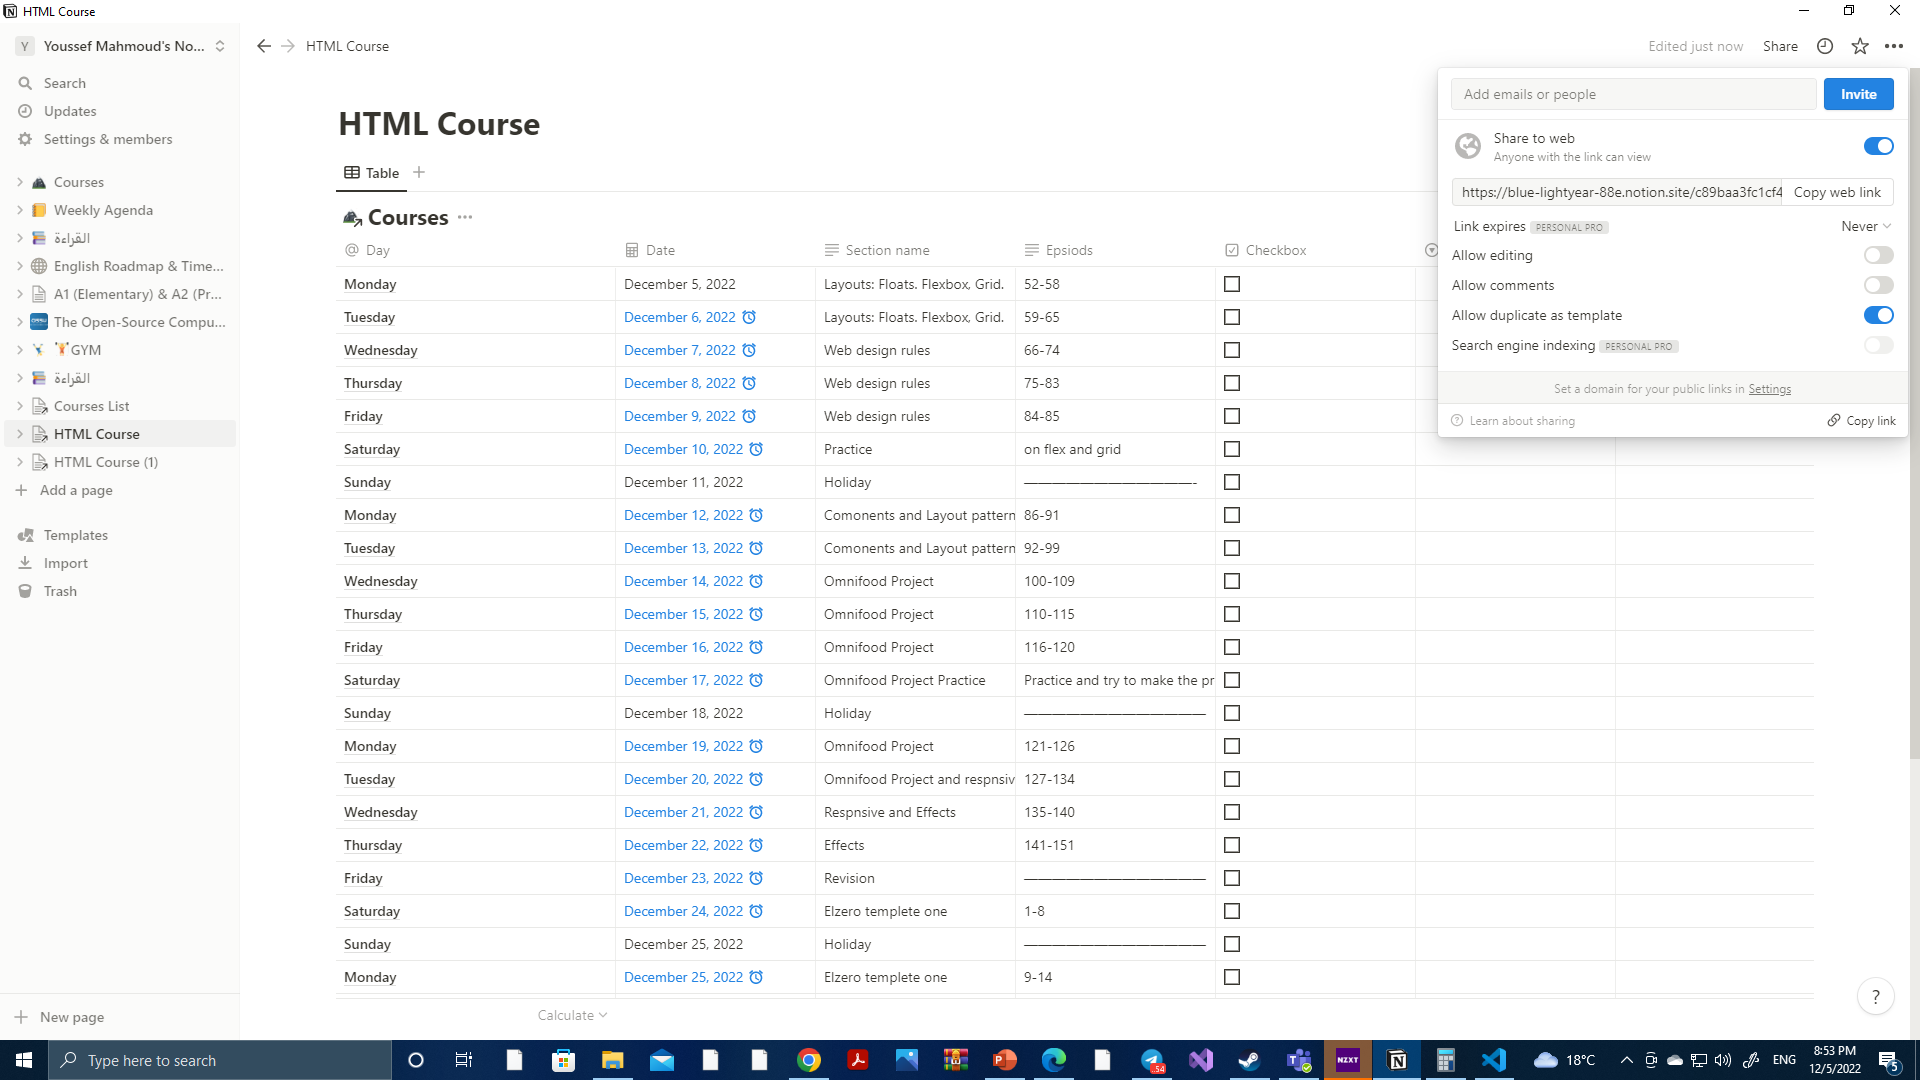 HTML Course
Y Youssef Mahmoud's No...
HTML Course
Edited just now Share
Search
Updates
Settings & members
Courses
Weekly Agenda
القراءة
English Roadmap & Time...
A1 (Elementary) & A2 (Pr...
The Open-Source Compu...
GYM
القراءة
Courses List
HTML Course
HTML Course (1)
Add a page
Templates
Import
Trash
New page
HTML Course
Table
Courses
Day Date Section name Epsiods Checkbox
Monday December 5, 2022 Layouts: Floats. Flexbox, Grid. 52-58
Tuesday December 6, 2022 Layouts: Floats. Flexbox, Grid. 59-65
Wednesday December 7, 2022 Web design rules 66-74
Thursday December 8, 2022 Web design rules 75-83
Friday December 9, 2022 Web design rules 84-85
Saturday December 10, 2022 Practice on flex and grid
Sunday December 11, 2022 Holiday ————————————-
Monday December 12, 2022 Comonents and Layout pattern 86-91
Tuesday December 13, 2022 Comonents and Layout pattern 92-99
Wednesday December 14, 2022 Omnifood Project 100-109
Thursday December 15, 2022 Omnifood Project 110-115
Friday December 16, 2022 Omnifood Project 116-120
Saturday December 17, 2022 Omnifood Project Practice Practice and try to make the pr
Sunday December 18, 2022 Holiday —————————————
Monday December 19, 2022 Omnifood Project 121-126
Tuesday December 20, 2022 Omnifood Project and respnsiv 127-134
Wednesday December 21, 2022 Respnsive and Effects 135-140
Thursday December 22, 2022 Effects 141-151
Friday December 23, 2022 Revision —————————————
Saturday December 24, 2022 Elzero templete one 1-8
Sunday December 25, 2022 Holiday —————————————
Monday December 25, 2022 Elzero templete one 9-14
Calculate
Add emails or people Invite
Share to web
Anyone with the link can view
https://blue-lightyear-88e.notion.site/c89baa3fc1cf4 Copy web link
Link expires PERSONAL PRO Never
Allow editing
Allow comments
Allow duplicate as template
Search engine indexing PERSONAL PRO
Set a domain for your public links in Settings
Learn about sharing Copy link
?
Type here to search
NZXT
.54
18°C
ENG
8:53 PM
12/5/2022
5